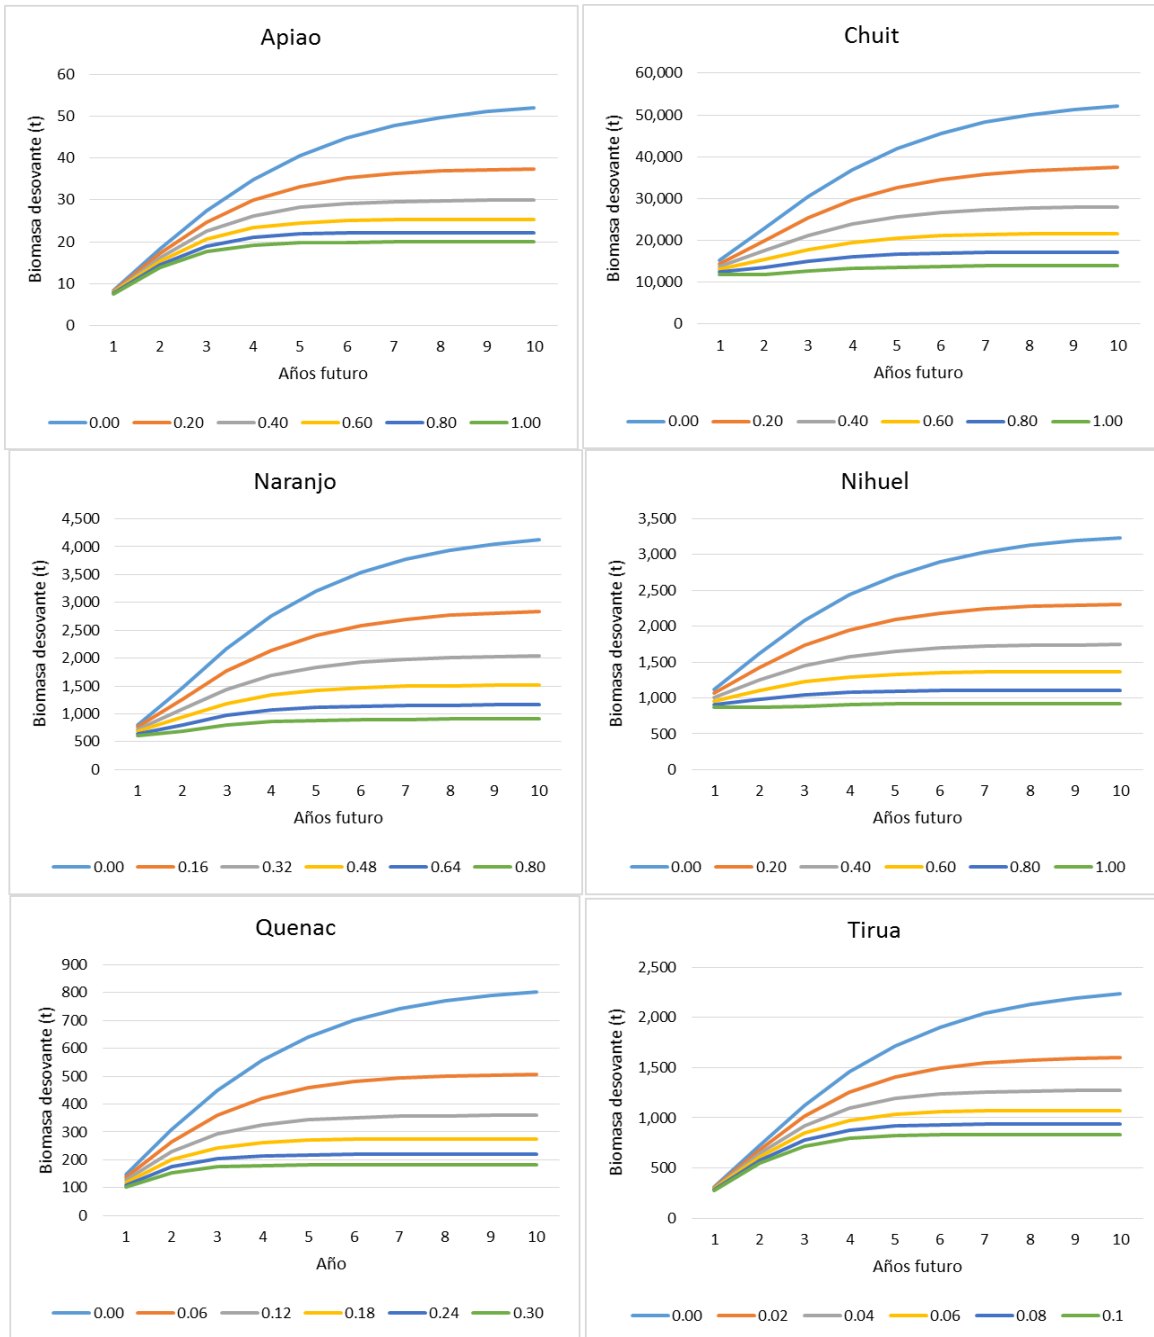 Apiao
Biomasa desovante (t)
60
50
40
30
20
10
0
1 2 3 4 5 6 7 8 9 10
Años futuro
0.00 0.20 0.40 0.60 0.80 1.00
Chuit
Biomasa desovante (t)
60,000
50,000
40,000
30,000
20,000
10,000
0
1 2 3 4 5 6 7 8 9 10
Años futuro
0.00 0.20 0.40 0.60 0.80 1.00
Naranjo
Biomasa desovante (t)
4,500
4,000
3,500
3,000
2,500
2,000
1,500
1,000
500
0
1 2 3 4 5 6 7 8 9 10
Años futuro
0.00 0.16 0.32 0.48 0.64 0.80
Nihuel
Biomasa desovante (t)
3,500
3,000
2,500
2,000
1,500
1,000
500
0
1 2 3 4 5 6 7 8 9 10
Años futuro
0.00 0.20 0.40 0.60 0.80 1.00
Quenac
Biomasa desovante (t)
900
800
700
600
500
400
300
200
100
0
1 2 3 4 5 6 7 8 9 10
Año
0.00 0.06 0.12 0.18 0.24 0.30
Tirua
Biomasa desovante (t)
2,500
2,000
1,500
1,000
500
0
1 2 3 4 5 6 7 8 9 10
Años futuro
0.00 0.02 0.04 0.06 0.08 0.1